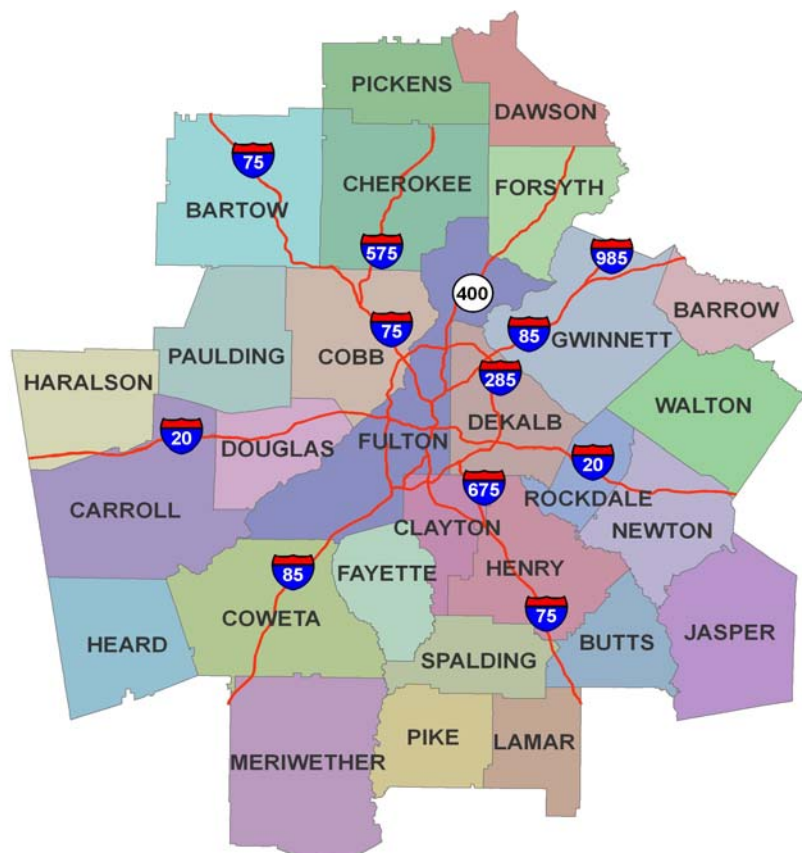 PICKENS
DAWSON
75
CHEROKEE
FORSYTH
BARTOW
575
985
400
BARROW
75
85
GWINNETT
PAULDING
COBB
HARALSON
285
WALTON
DEKALB
20
DOUGLAS
FULTON
20
675
ROCKDALE
CARROLL
CLAYTON
NEWTON
85
FAYETTE
HENRY
75
COWETA
HEARD
BUTTS
JASPER
SPALDING
PIKE
LAMAR
MERIWETHER